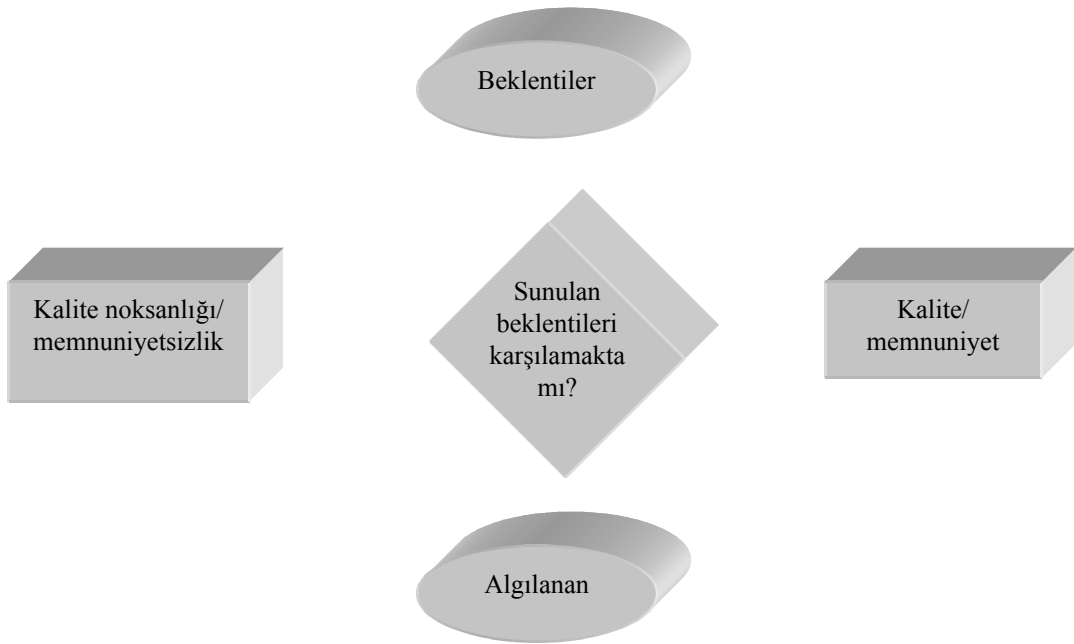 Beklentiler
Kalite noksanlığı/
memnuniyetsizlik
Sunulan
beklentileri
karşılamakta
mı?
Kalite/
memnuniyet
Algılanan